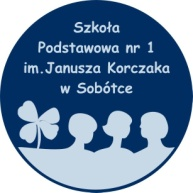 Szkoła
Podstawowa nr 1
im.Janusza Korczaka
w Sobótce